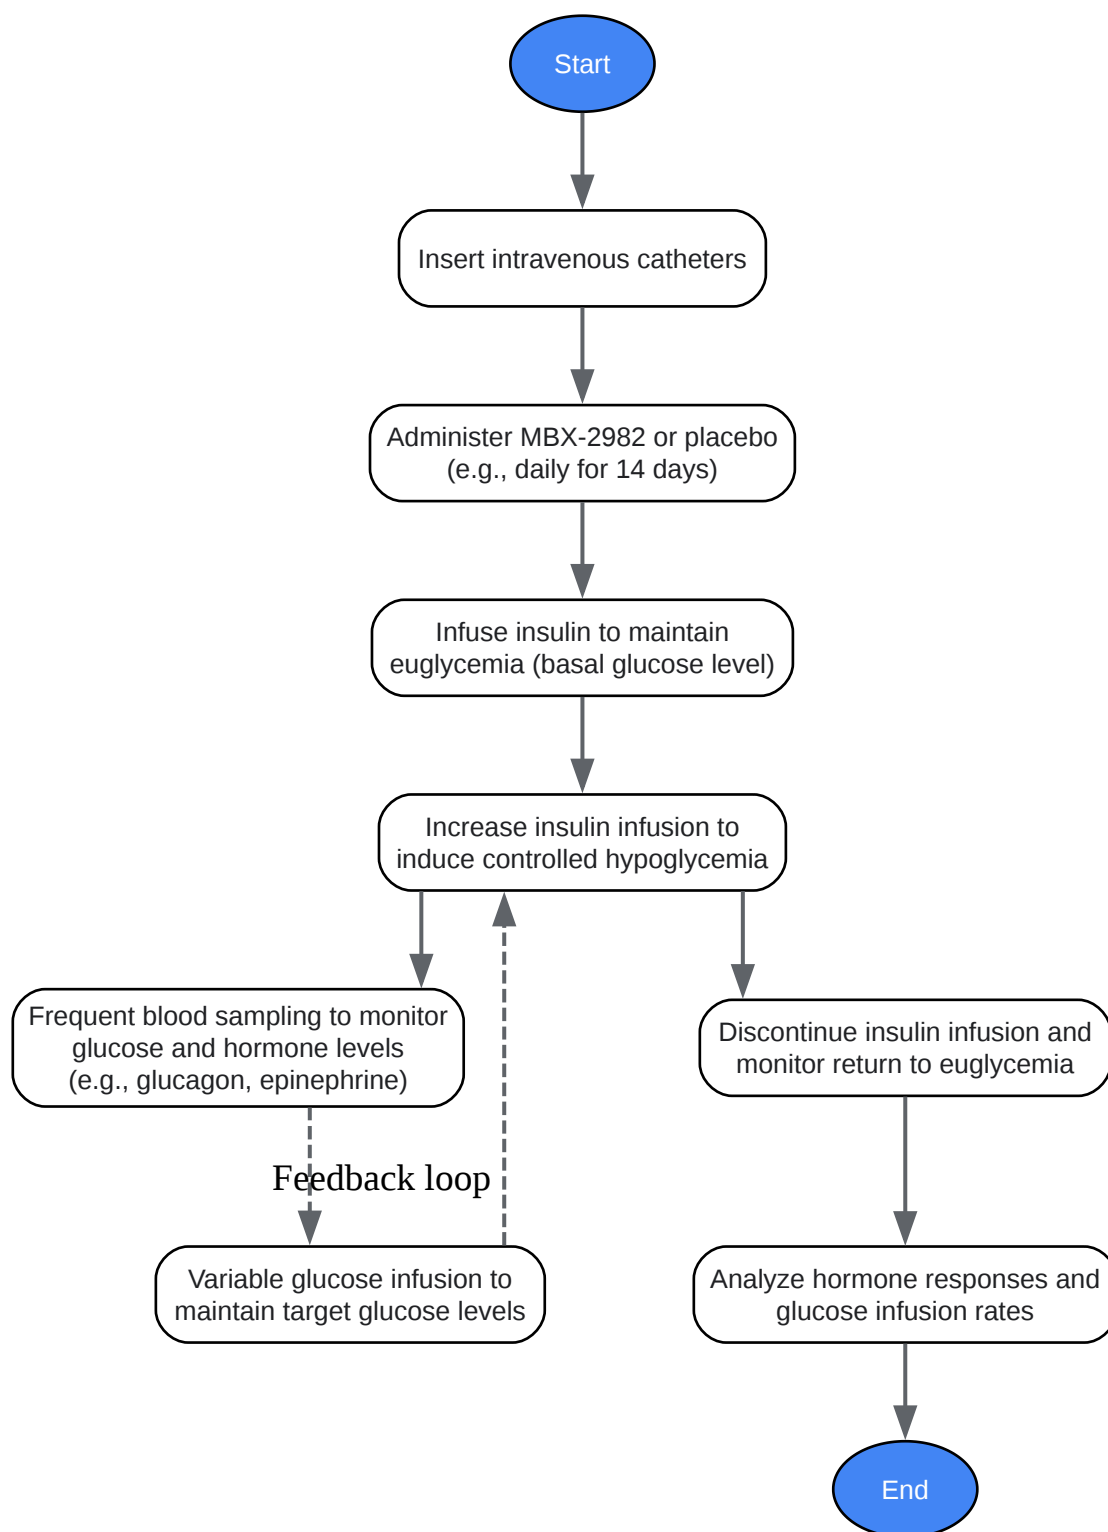 Start
Insert intravenous catheters
Administer MBX-2982 or placebo
(e.g., daily for 14 days)
Infuse insulin to maintain
euglycemia (basal glucose level)
Increase insulin infusion to
induce controlled hypoglycemia
Frequent blood sampling to monitor
glucose and hormone levels
(e.g., glucagon, epinephrine)
Discontinue insulin infusion and
monitor return to euglycemia
Feedback loop
Variable glucose infusion to
maintain target glucose levels
Analyze hormone responses and
glucose infusion rates
End